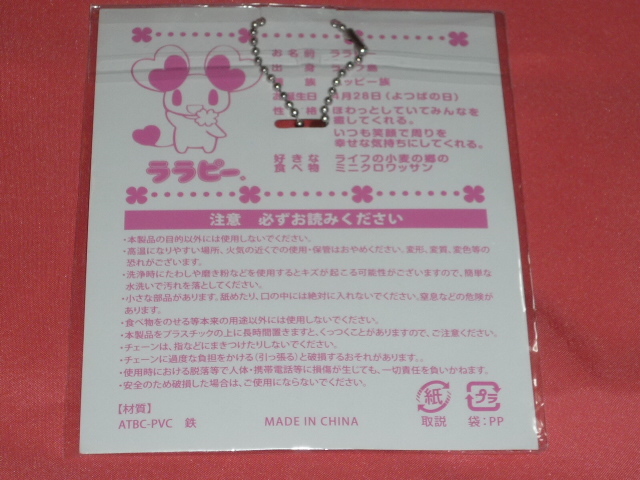 お名前 ララピー
出 身 島
種 族 ッピー族
お誕生日 月28日（よつばの日）
性 格 ほわっとしていてみんなを
癒してくれる。
いつも笑顔で周りを
幸せな気持ちにしてくれる。
好きな 食べ物 ライフの小麦の郷の
ミニクロワッサン
ララピー.
注意 必ずお読みください
・本製品の目的以外には使用しないでください。
・高温になりやすい場所、火気の近くでの使用・保管はおやめください。変形、変質、変色等の
恐れがございます。
・洗浄時にたわしや磨き粉などを使用するとキズが起こる可能性がございますので、簡単な
水洗いで汚れを落としてください。
・小さな部品があります。舐めたり、口の中には絶対に入れないでください。窒息などの危険が
あります。
・食べ物をのせる等本来の用途以外には使用しないでください。
・本製品をプラスチックの上に長時間置きますと、くっつくことがありますので、ご注意ください。
・チェーンは、指などにまきつけたりしないでください。
・チェーンに過度な負担をかける（引っ張る）と破損するおそれがあります。
・使用時における脱落等で人体・携帯電話等に損傷が生じても、一切責任を負いかねます。
・安全のため破損した場合は、ご使用にならないでください。
【材質】
ATBC-PVC 鉄
MADE IN CHINA
紙 プラ
取説 袋：PP